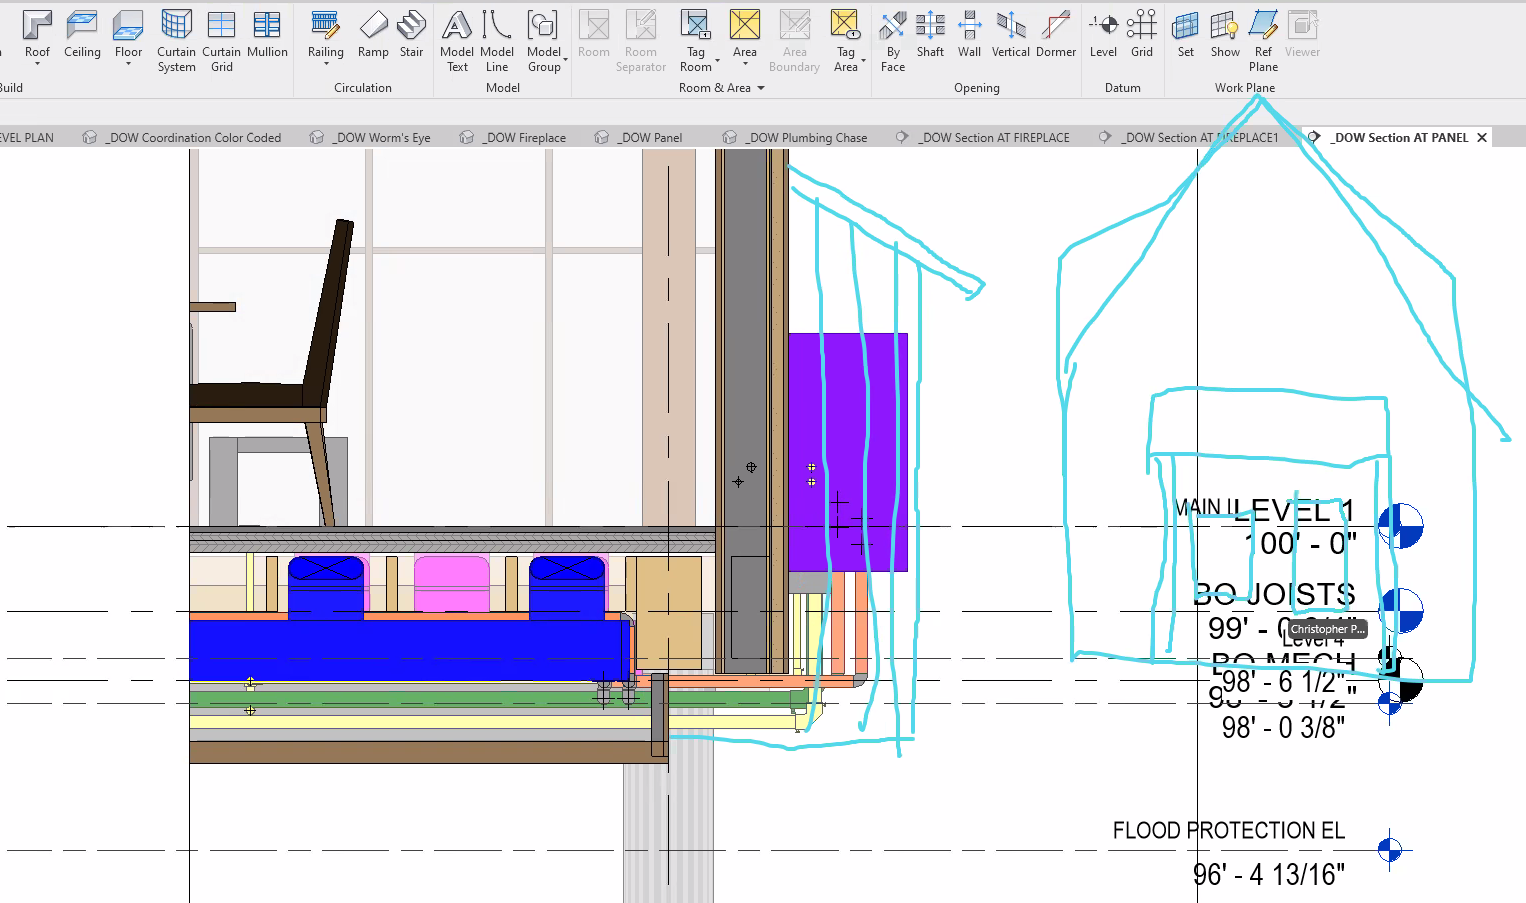 Roof
Ceiling
Floor
Curtain System
Curtain Grid
Mullion
Railing
Ramp
Stair
Model Text
Model Line
Model Group
Room
Room Separator
Tag Room
Area
Area Boundary
Tag Area
By Face
Shaft
Wall
Vertical
Dormer
Level
Grid
Set
Show
Ref Plane
Viewer
Build
Circulation
Model
Room & Area
Opening
Datum
Work Plane
EVEL PLAN
_DOW Coordination Color Coded
_DOW Worm's Eye
_DOW Fireplace
_DOW Panel
_DOW Plumbing Chase
_DOW Section AT FIREPLACE
_DOW Section AT FIREPLACE1
_DOW Section AT PANEL
MAIN L
LEVEL 1
100' - 0"
BO JOISTS
99' - 0 3/4"
Christopher P...
Level 4
BO MECH
98' - 6 1/2"
98' - 0 3/8"
FLOOD PROTECTION EL
96' - 4 13/16"